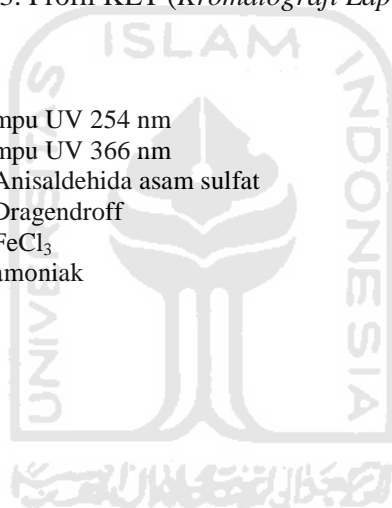 3. Profil KLT (Kromatografi Lap
ISLAM
UNIVERSITAS
INDONESIA
mpu UV 254 nm
mpu UV 366 nm
Anisaldehida asam sulfat
Dragendroff
FeCl₃
amoniak